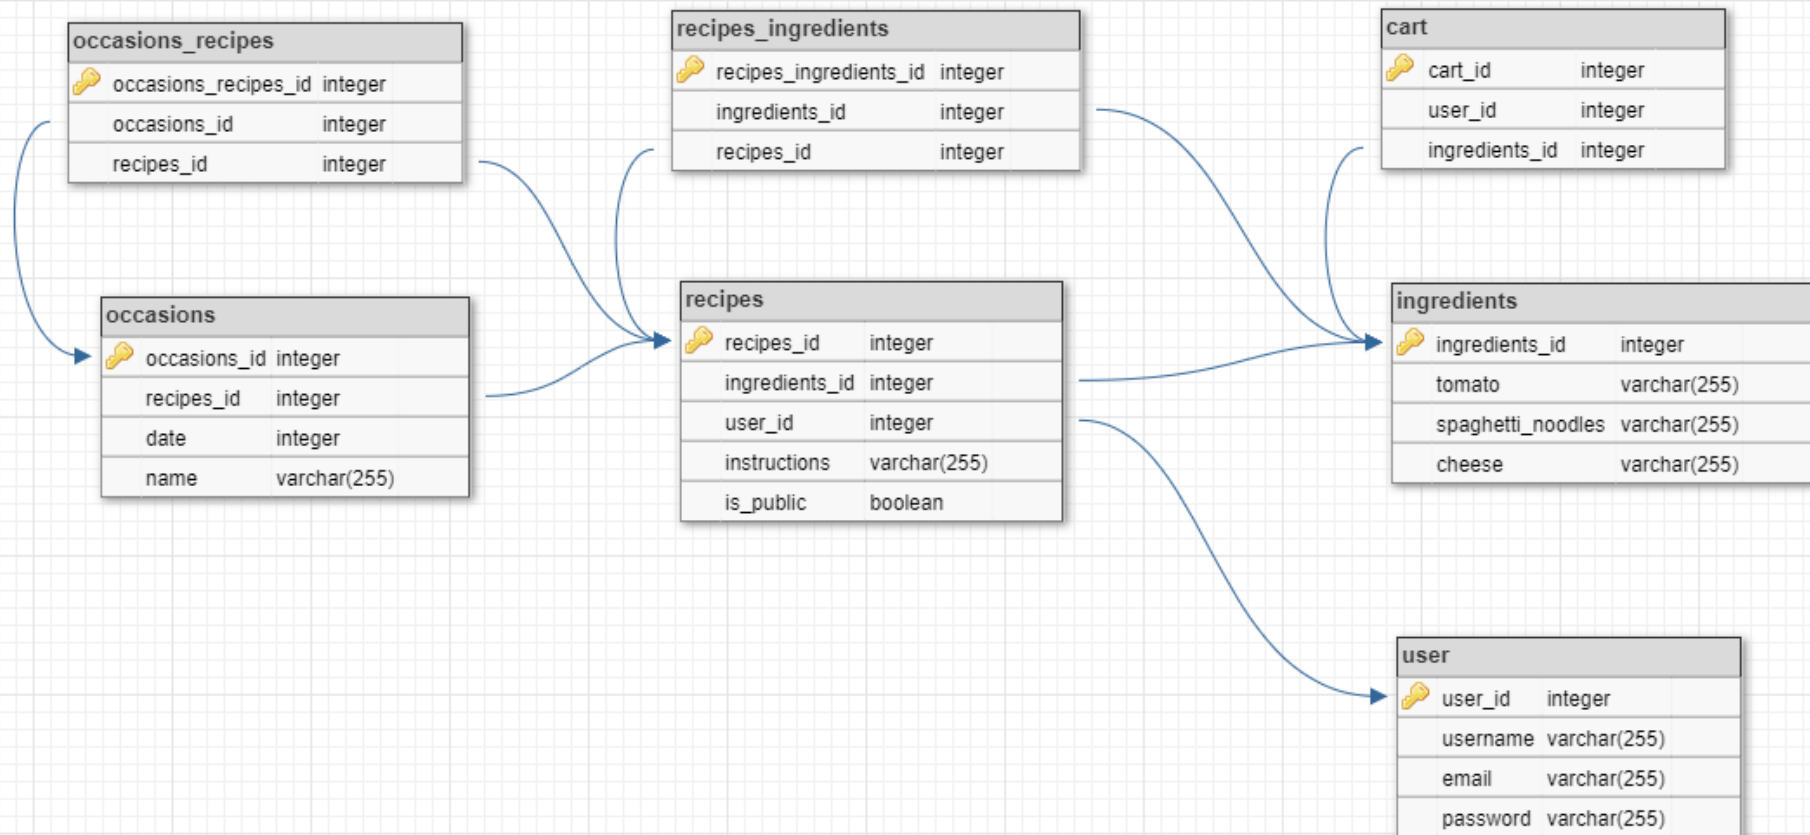 occasions_recipes
occasions_recipes_id integer
occasions_id integer
recipes_id integer
recipes_ingredients
recipes_ingredients_id integer
ingredients_id integer
recipes_id integer
cart
cart_id integer
user_id integer
ingredients_id integer
occasions
occasions_id integer
recipes_id integer
date integer
name varchar(255)
recipes
recipes_id integer
ingredients_id integer
user_id integer
instructions varchar(255)
is_public boolean
ingredients
ingredients_id integer
tomato varchar(255)
spaghetti_noodles varchar(255)
cheese varchar(255)
user
user_id integer
username varchar(255)
email varchar(255)
password varchar(255)